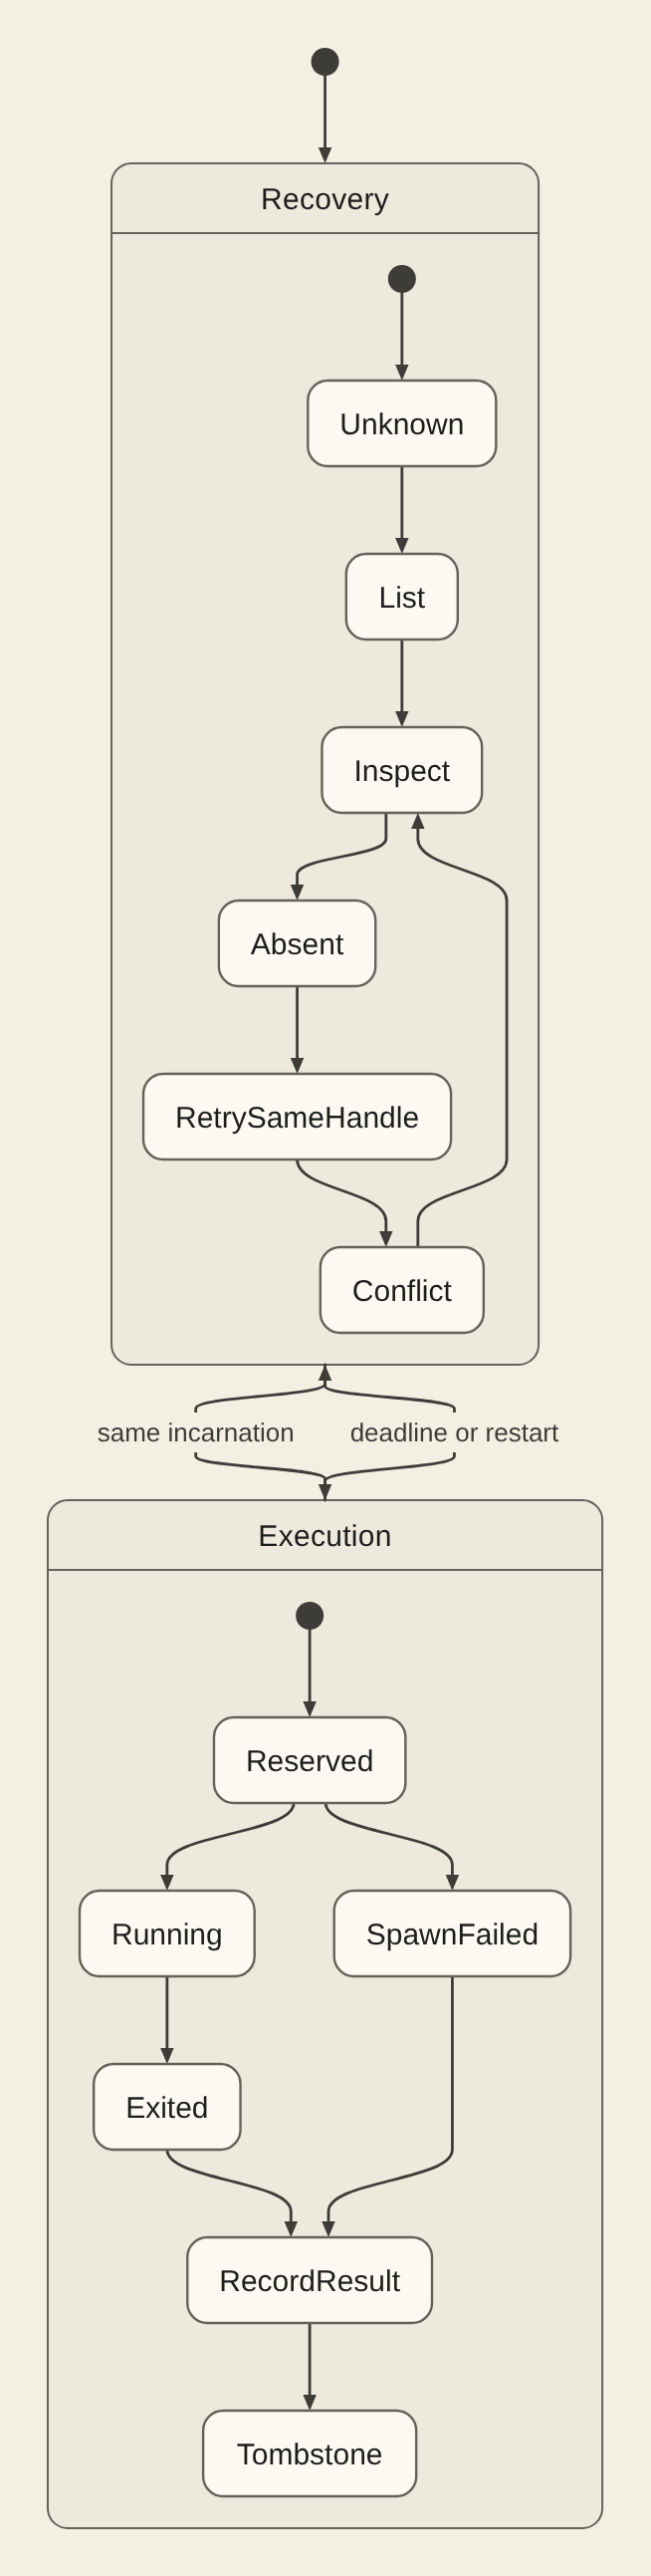 Recovery
Unknown
List
Inspect
Absent
RetrySameHandle
Conflict
same incarnation
deadline or restart
Execution
Reserved
Running
SpawnFailed
Exited
RecordResult
Tombstone